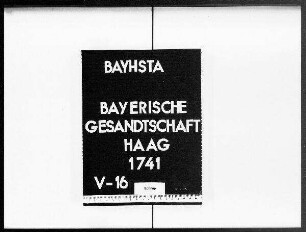 BAYHSTA
BAYERISCHE
GESANDTSCHAFT
HAAG
1741
V-16